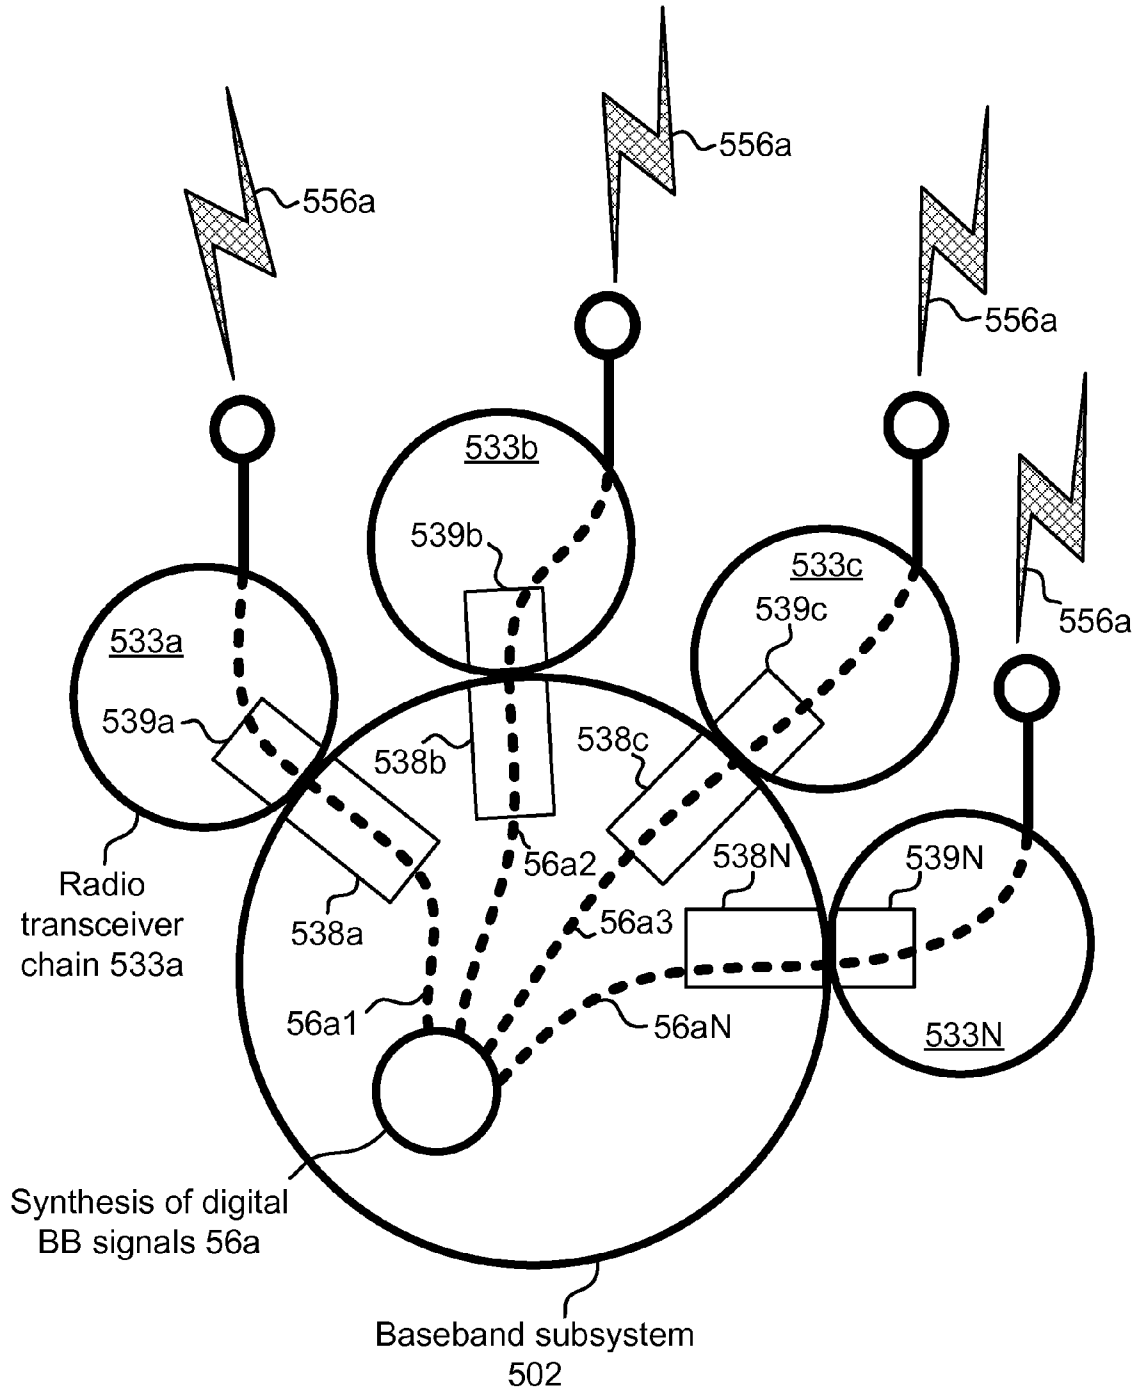 556a
556a
556a
556a
533b
539b
533c
539c
533a
539a
538b
538c
56a2
538N
539N
Radio
transceiver
chain 533a
538a
56a3
56a1
56aN
533N
Synthesis of digital
BB signals 56a
Baseband subsystem
502